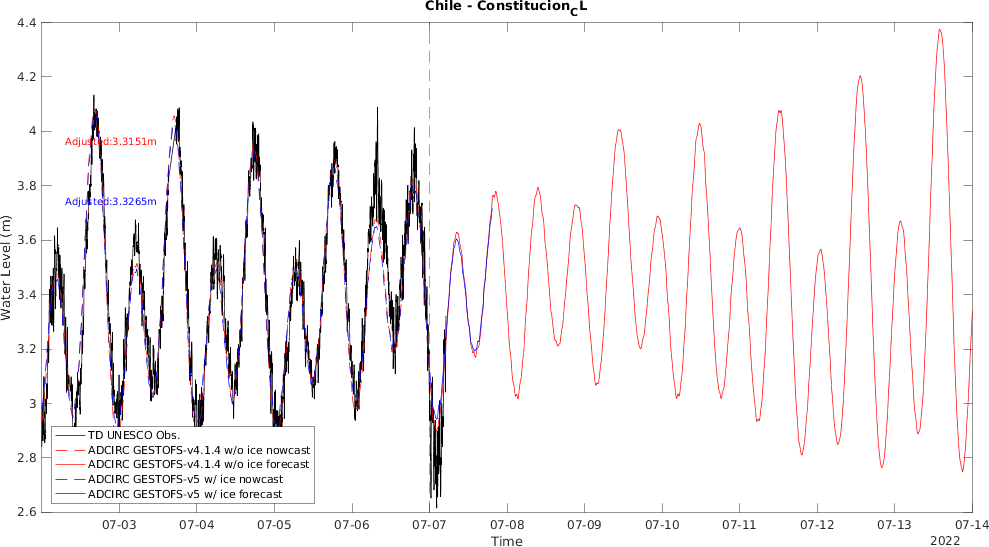 Chile - Constitucion_CL
4.4
4.2
4
3.8
3.6
3.4
3.2
3
2.8
2.6
Water Level (m)
Adjusted:3.3151m
Adjusted:3.3265m
TD UNESCO Obs.
ADCIRC GESTOFS-v4.1.4 w/o ice nowcast
ADCIRC GESTOFS-v4.1.4 w/o ice forecast
ADCIRC GESTOFS-v5 w/ ice nowcast
ADCIRC GESTOFS-v5 w/ ice forecast
07-03 07-04 07-05 07-06 07-07 07-08 07-09 07-10 07-11 07-12 07-13 07-14
Time
2022